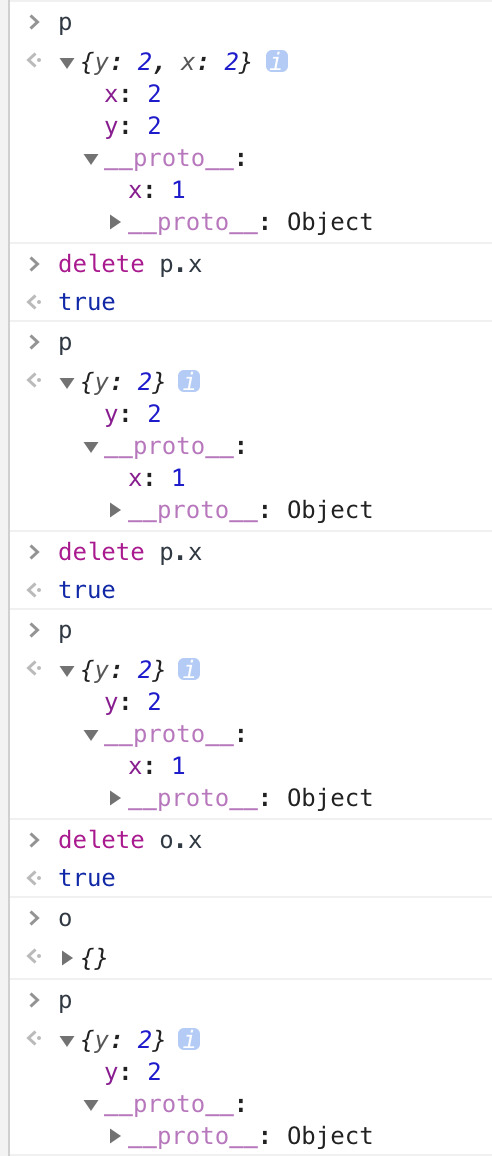 > p
<· ▼{y: 2, x: 2} i
x: 2
y: 2
▼__proto__:
x: 1
▶__proto__: Object
> delete p.x
<· true
> p
<· ▼{y: 2} i
y: 2
▼__proto__:
x: 1
▶__proto__: Object
> delete p.x
<· true
> p
<· ▼{y: 2} i
y: 2
▼__proto__:
x: 1
▶__proto__: Object
> delete o.x
<· true
> o
<· ▶{}
> p
<· ▼{y: 2} i
y: 2
▼__proto__:
▶__proto__: Object